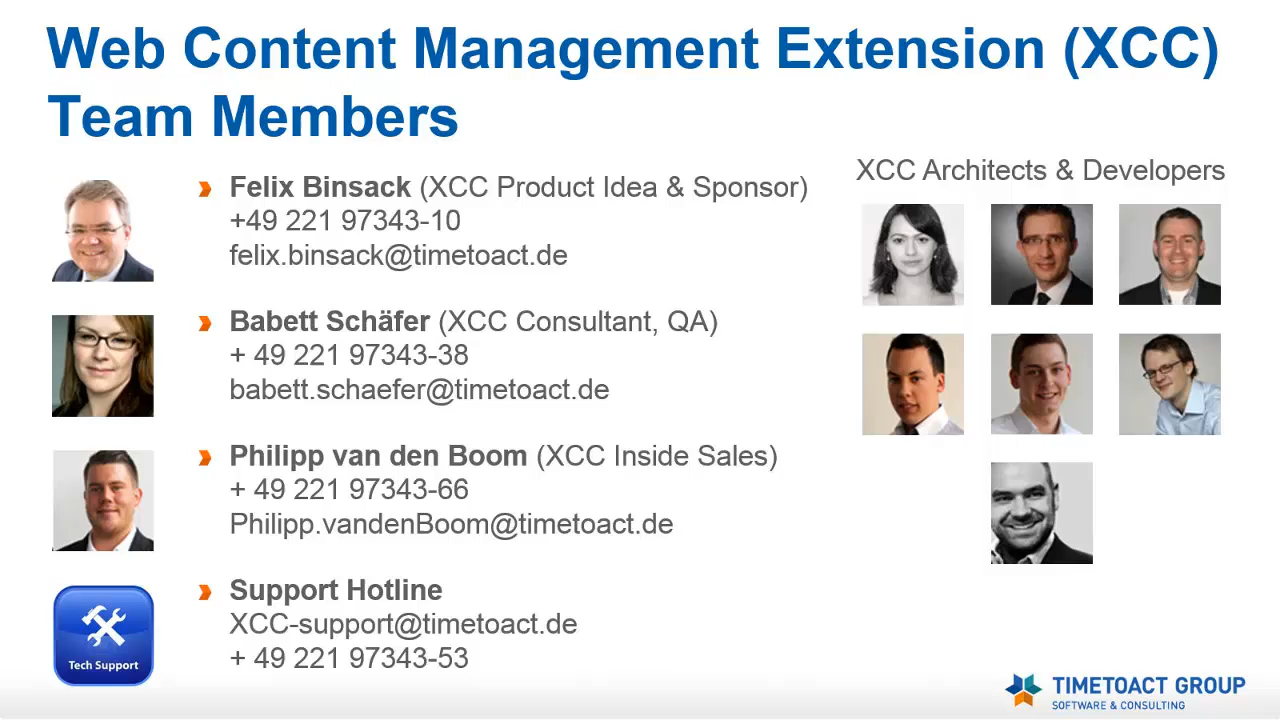 Web Content Management Extension (XCC)
Team Members
Felix Binsack (XCC Product Idea & Sponsor)
+49 221 97343-10
felix.binsack@timetoact.de
Babett Schäfer (XCC Consultant, QA)
+ 49 221 97343-38
babett.schaefer@timetoact.de
Philipp van den Boom (XCC Inside Sales)
+ 49 221 97343-66
Philipp.vandenBoom@timetoact.de
Tech Support
Support Hotline
XCC-support@timetoact.de
+ 49 221 97343-53
XCC Architects & Developers
TIMETOACT GROUP
SOFTWARE & CONSULTING